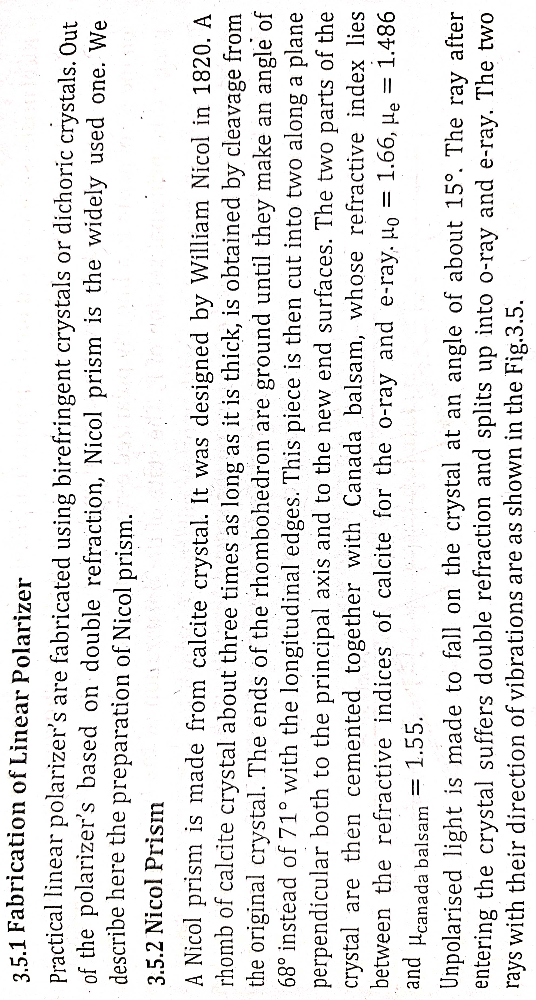 3.5.1 Fabrication of Linear Polarizer
Practical linear polarizer's are fabricated using birefringent crystals or dichoric crystals. Out
of the polarizer's based on double refraction, Nicol prism is the widely used one. We
describe here the preparation of Nicol prism.
3.5.2 Nicol Prism
A Nicol prism is made from calcite crystal. It was designed by William Nicol in 1820. A
rhomb of calcite crystal about three times as long as it is thick, is obtained by cleavage from
the original crystal. The ends of the rhombohedron are ground until they make an angle of
68° instead of 71° with the longitudinal edges. This piece is then cut into two along a plane
perpendicular both to the principal axis and to the new end surfaces. The two parts of the
crystal are then cemented together with Canada balsam, whose refractive index lies
between the refractive indices of calcite for the o-ray and e-ray. μ₀ = 1.66, μₑ = 1.486
and μcanada balsam = 1.55.
Unpolarised light is made to fall on the crystal at an angle of about 15°. The ray after
entering the crystal suffers double refraction and splits up into o-ray and e-ray. The two
rays with their direction of vibrations are as shown in the Fig.3.5.